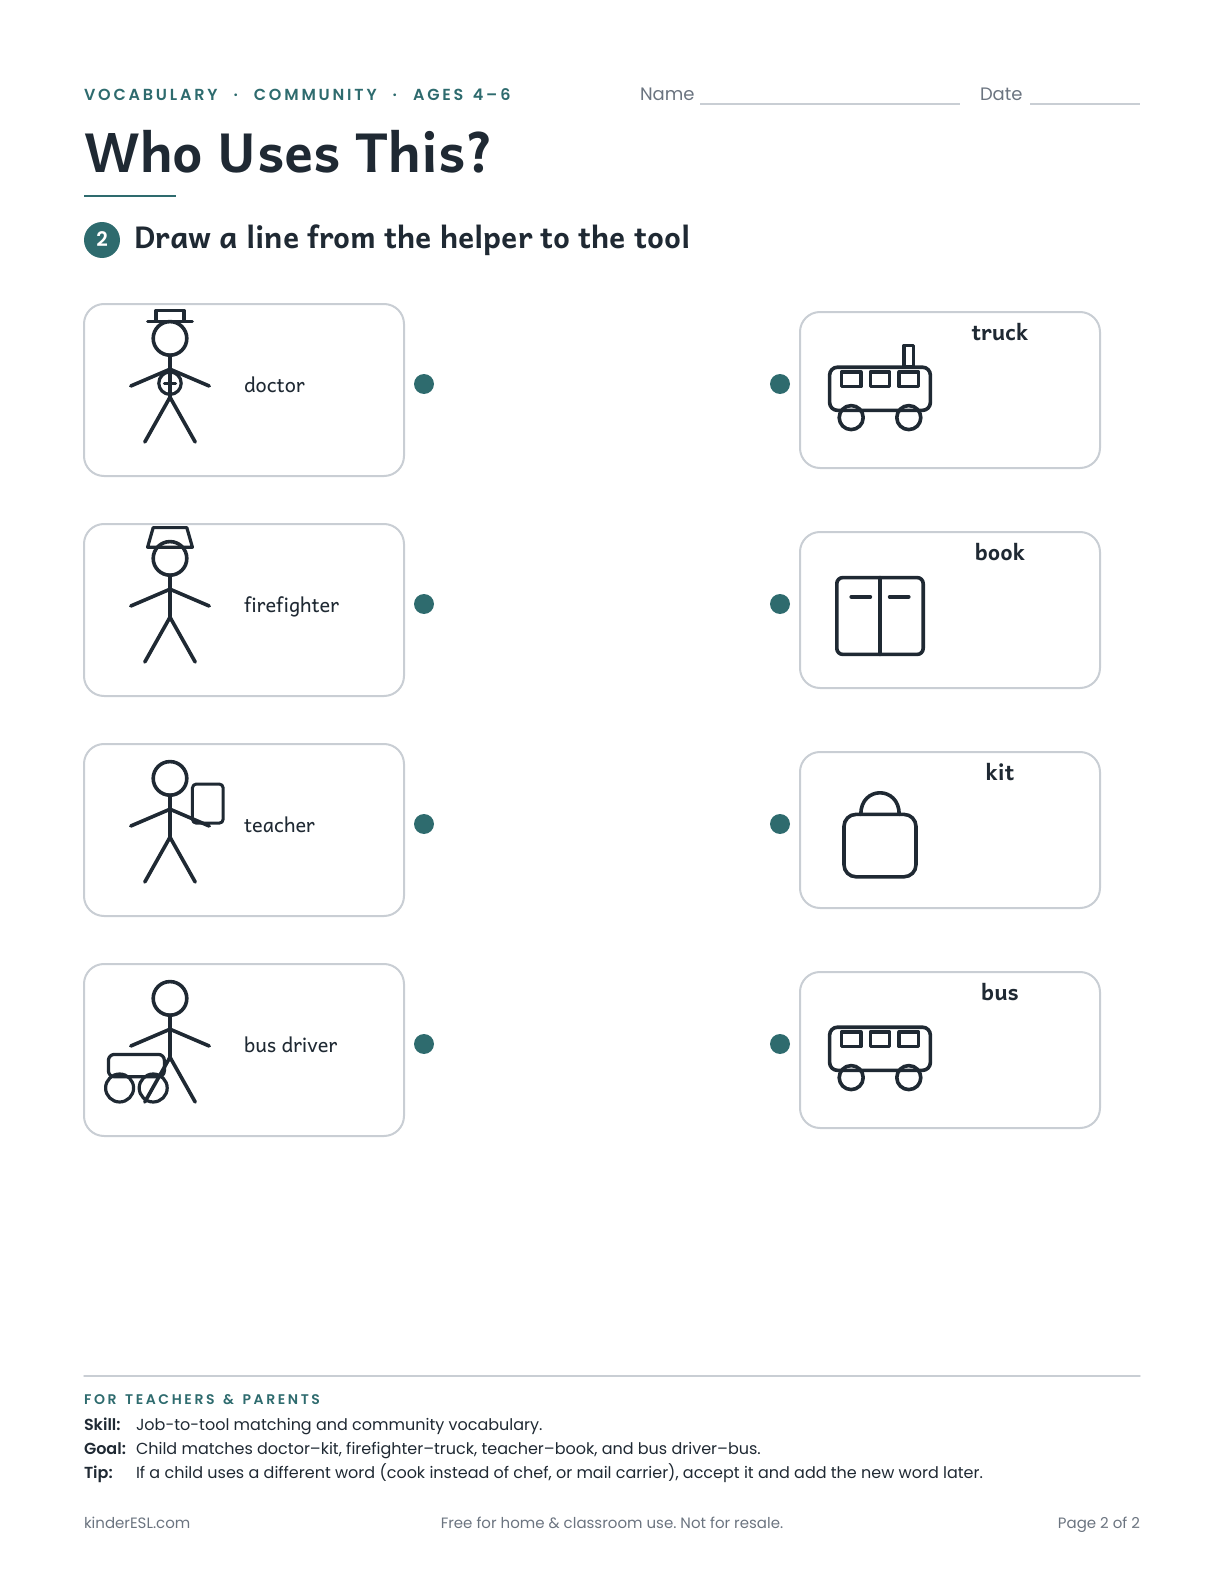 VOCABULARY · COMMUNITY · AGES 4–6
Name
Date
Who Uses This?
2 Draw a line from the helper to the tool
doctor
truck
firefighter
book
teacher
kit
bus driver
bus
FOR TEACHERS & PARENTS
Skill: Job-to-tool matching and community vocabulary.
Goal: Child matches doctor–kit, firefighter–truck, teacher–book, and bus driver–bus.
Tip: If a child uses a different word (cook instead of chef, or mail carrier), accept it and add the new word later.
kinderESL.com
Free for home & classroom use. Not for resale.
Page 2 of 2